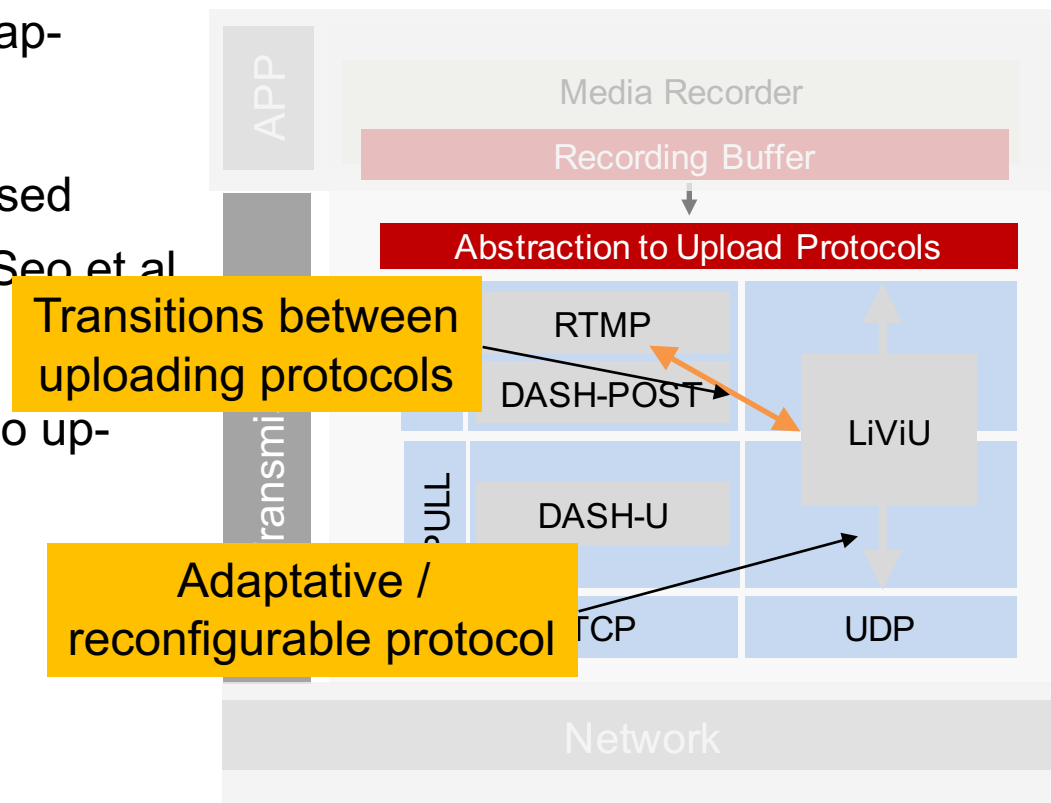 ap-
APP
Media Recorder
Recording Buffer
sed
Seo et al
Abstraction to Upload Protocols
Transitions between
uploading protocols
RTMP
DASH-POST
LiViU
o up-
PULL
DASH-U
Adaptative /
reconfigurable protocol
TCP
UDP
Network